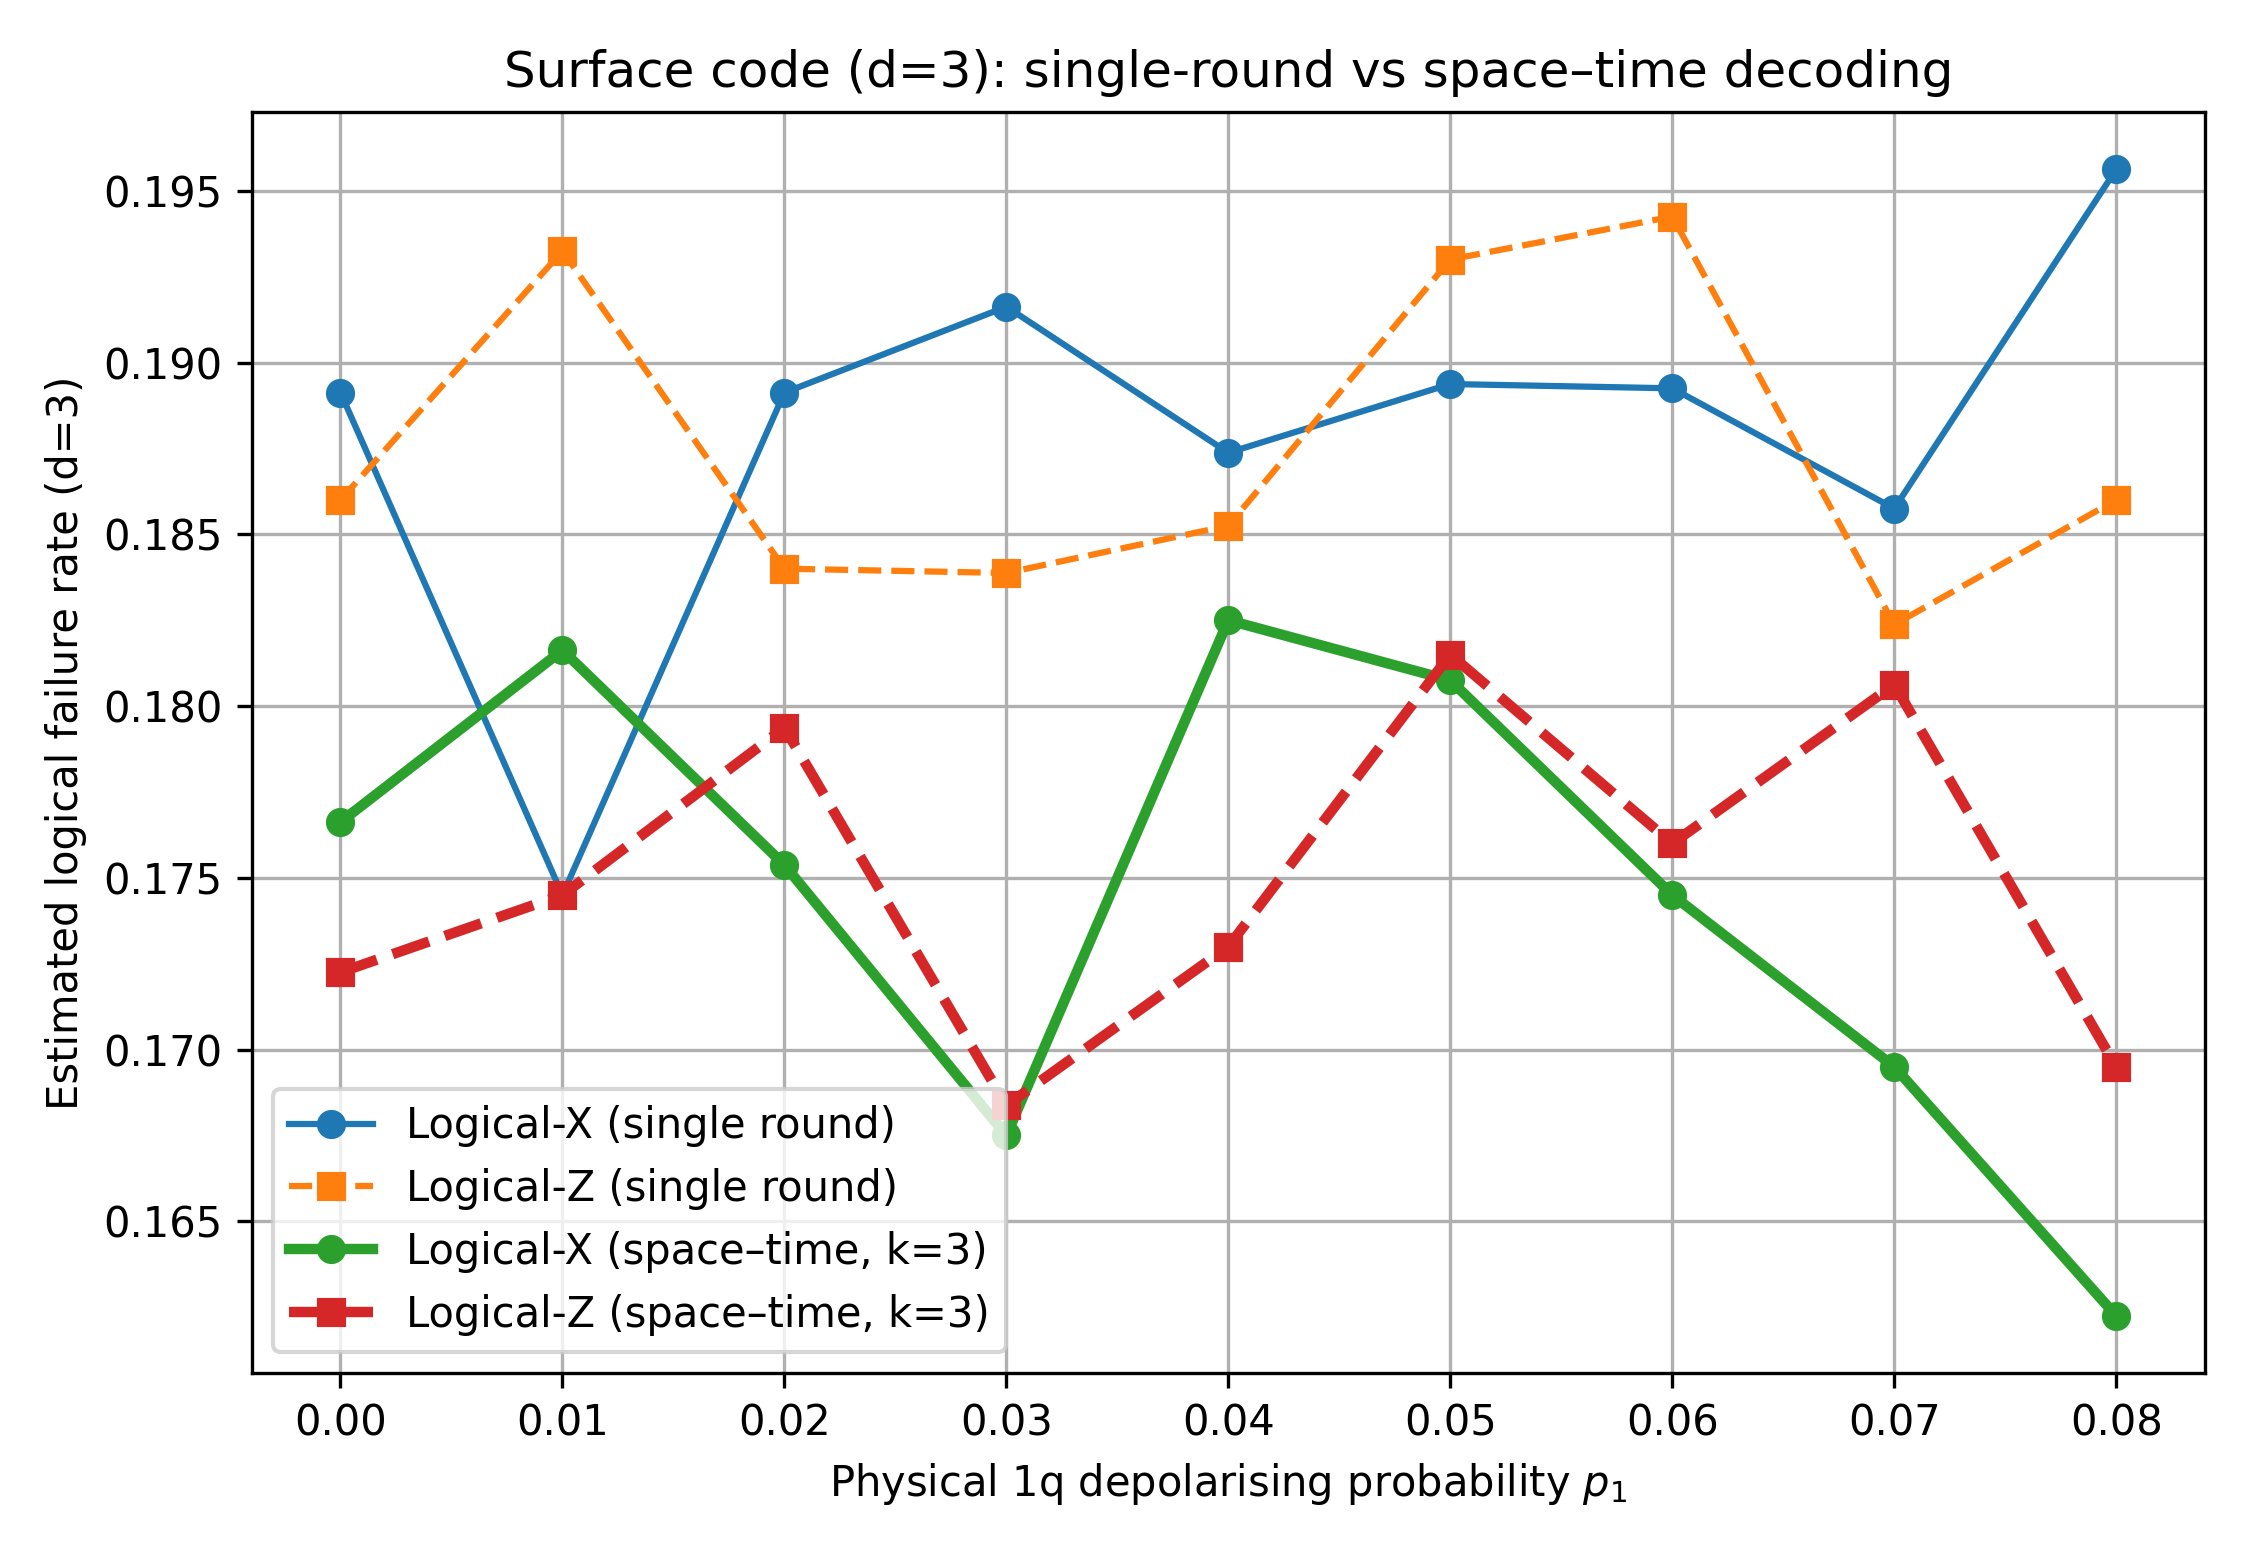 Surface code (d=3): single-round vs space–time decoding
Estimated logical failure rate (d=3)
0.195
0.190
0.185
0.180
0.175
0.170
0.165
Logical-X (single round)
Logical-Z (single round)
Logical-X (space–time, k=3)
Logical-Z (space–time, k=3)
0.00 0.01 0.02 0.03 0.04 0.05 0.06 0.07 0.08
Physical 1q depolarising probability p₁